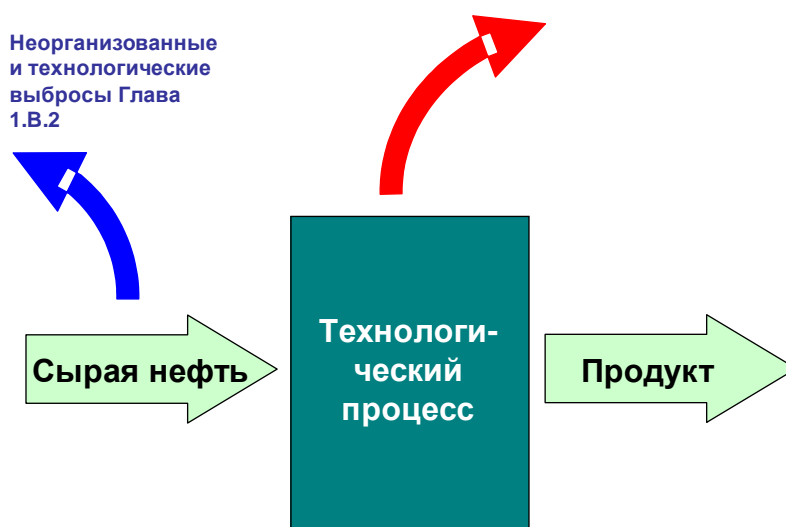 Неорганизованные
и технологические
выбросы Глава
1.B.2
Сырая нефть
Технологи-
ческий
процесс
Продукт